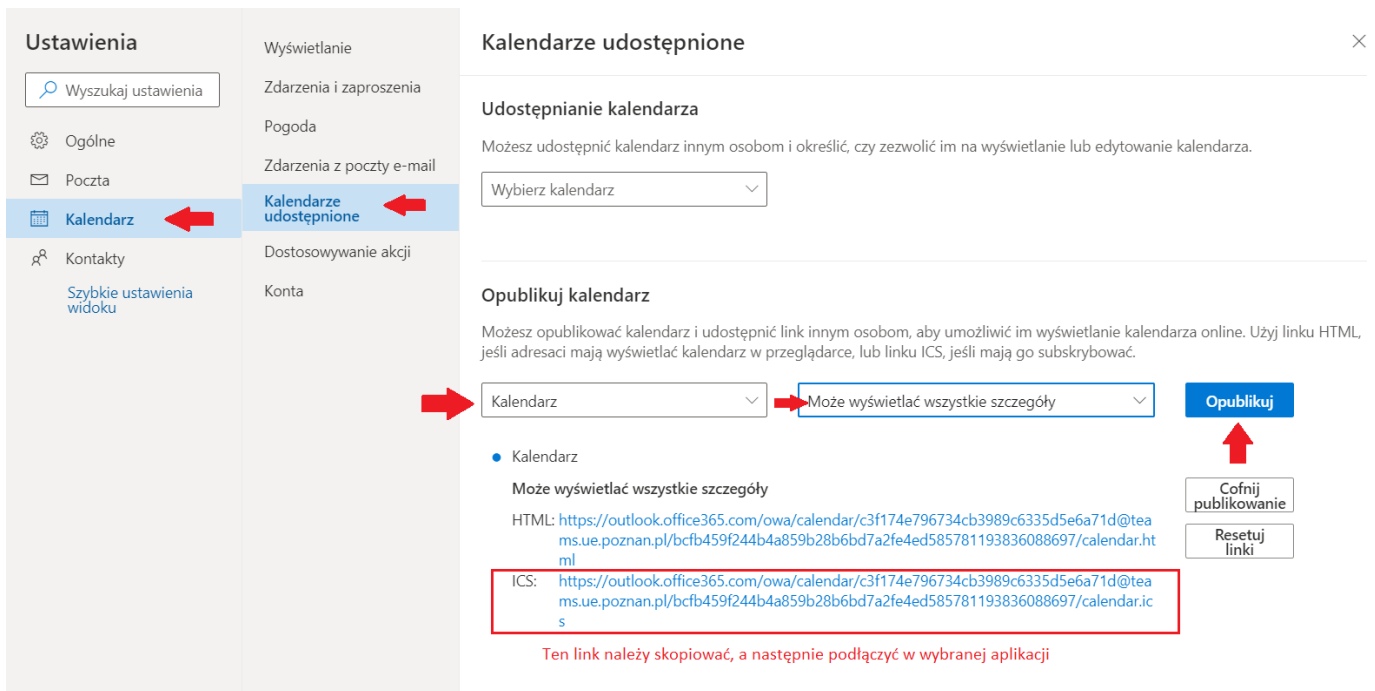 Ustawienia
Wyszukaj ustawienia
Ogólne
Poczta
Kalendarz
Kontakty
Szybkie ustawienia
widoku
Wyświetlanie
Zdarzenia i zaproszenia
Pogoda
Zdarzenia z poczty e-mail
Kalendarze
udostępnione
Dostosowywanie akcji
Konta
Kalendarze udostępnione
Udostępnianie kalendarza
Możesz udostępnić kalendarz innym osobom i określić, czy zezwolić im na wyświetlanie lub edytowanie kalendarza.
Wybierz kalendarz
Opublikuj kalendarz
Możesz opublikować kalendarz i udostępnić link innym osobom, aby umożliwić im wyświetlanie kalendarza online. Użyj linku HTML,
jeśli adresaci mają wyświetlać kalendarz w przeglądarce, lub linku ICS, jeśli mają go subskrybować.
Kalendarz
Może wyświetlać wszystkie szczegóły
Opublikuj
Kalendarz
Może wyświetlać wszystkie szczegóły
Cofnij
publikowanie
HTML: https://outlook.office365.com/owa/calendar/c3f174e796734cb3989c6335d5e6a71d@tea
ms.ue.poznan.pl/bcfb459f244b4a859b28b6bd7a2fe4ed585781193836088697/calendar.ht
ml
Resetuj
linki
ICS: https://outlook.office365.com/owa/calendar/c3f174e796734cb3989c6335d5e6a71d@tea
ms.ue.poznan.pl/bcfb459f244b4a859b28b6bd7a2fe4ed585781193836088697/calendar.ic
s
Ten link należy skopiować, a następnie podłączyć w wybranej aplikacji